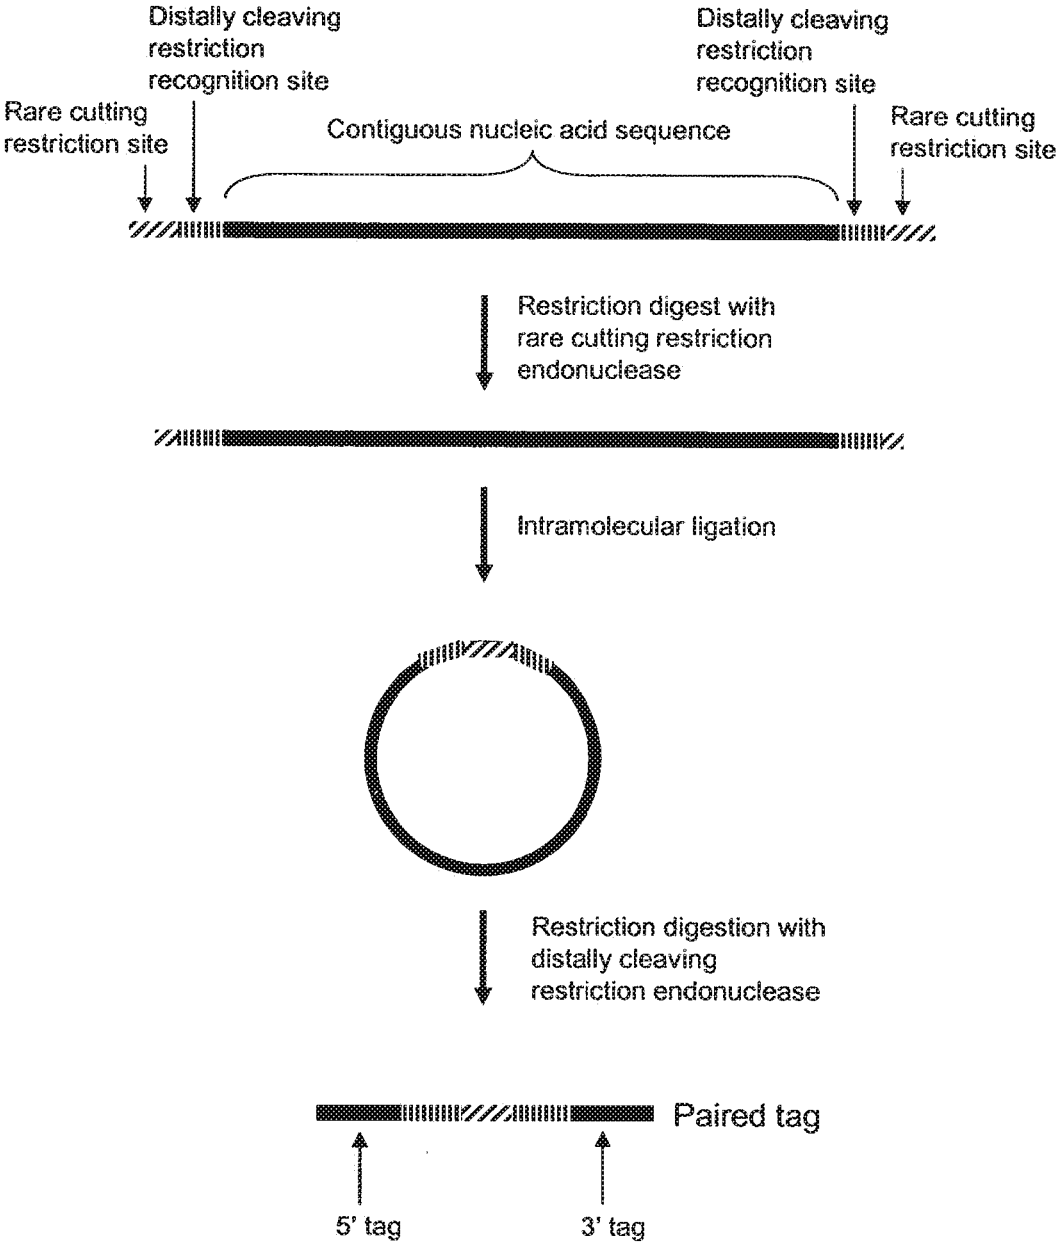 Distally cleaving
restriction
recognition site
Distally cleaving
restriction
recognition site
Rare cutting
restriction site
Contiguous nucleic acid sequence
Rare cutting
restriction site
Restriction digest with
rare cutting restriction
endonuclease
Intramolecular ligation
Restriction digestion with
distally cleaving
restriction endonuclease
Paired tag
5' tag
3' tag